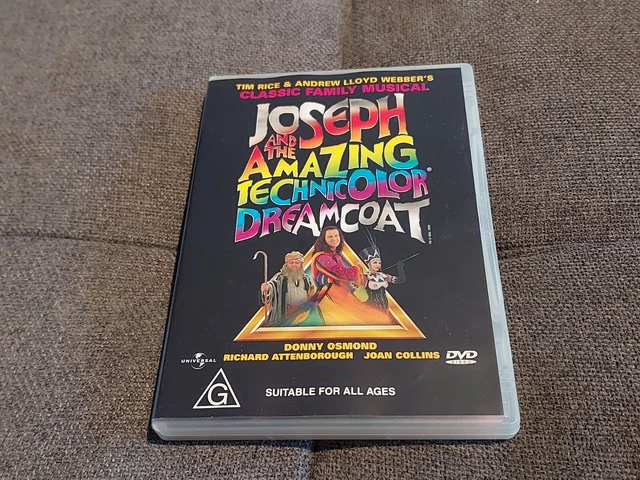 TIM RICE & ANDREW LLOYD WEBBER'S
CLASSIC FAMILY MUSICAL
JOSEPH
AND THE
AMAZING
TECHNICOLOR®
DREAMCOAT
DONNY OSMOND
RICHARD ATTENBOROUGH JOAN COLLINS
UNIVERSAL
DVD
VIDEO
G
SUITABLE FOR ALL AGES